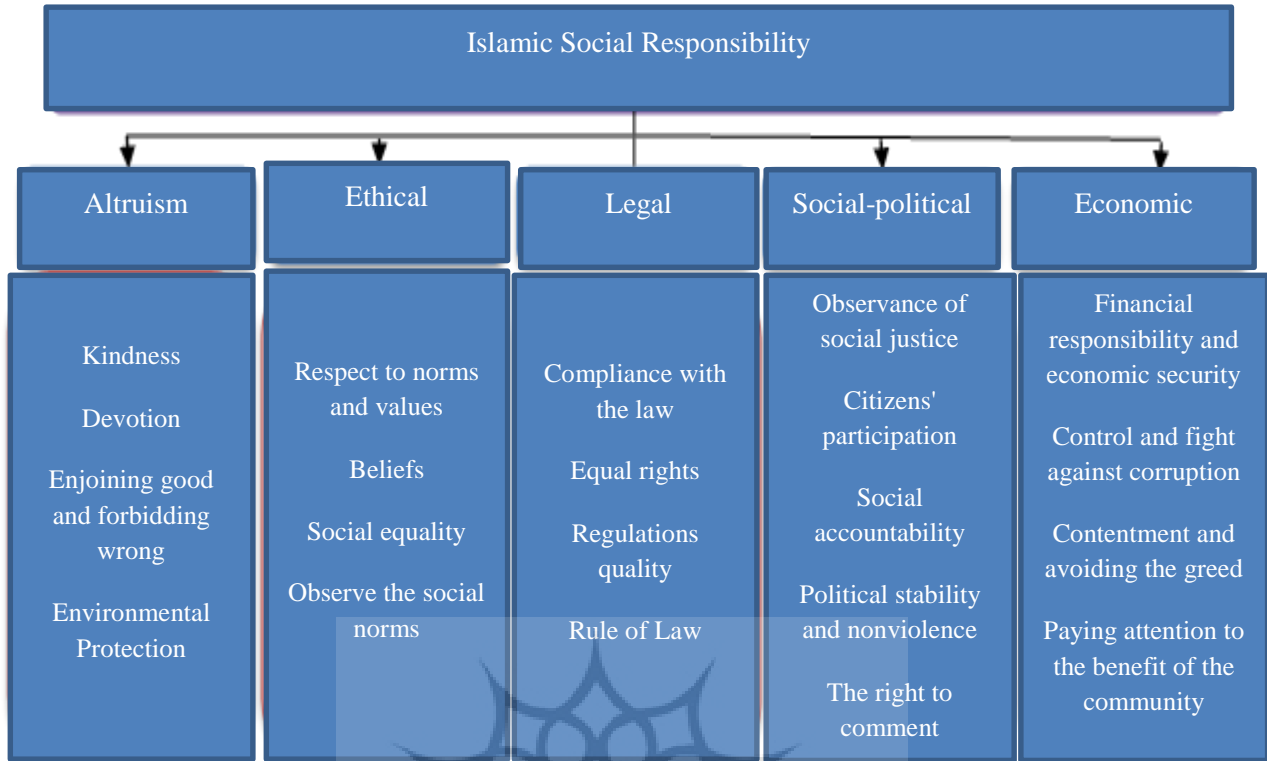 Islamic Social Responsibility
Altruism
Ethical
Legal
Social-political
Economic
Kindness
Devotion
Enjoining good
and forbidding
wrong
Environmental
Protection
Respect to norms
and values
Beliefs
Social equality
Observe the social
norms
Compliance with
the law
Equal rights
Regulations
quality
Rule of Law
Observance of
social justice
Citizens'
participation
Social
accountability
Political stability
and nonviolence
The right to
comment
Financial
responsibility and
economic security
Control and fight
against corruption
Contentment and
avoiding the greed
Paying attention to
the benefit of the
community